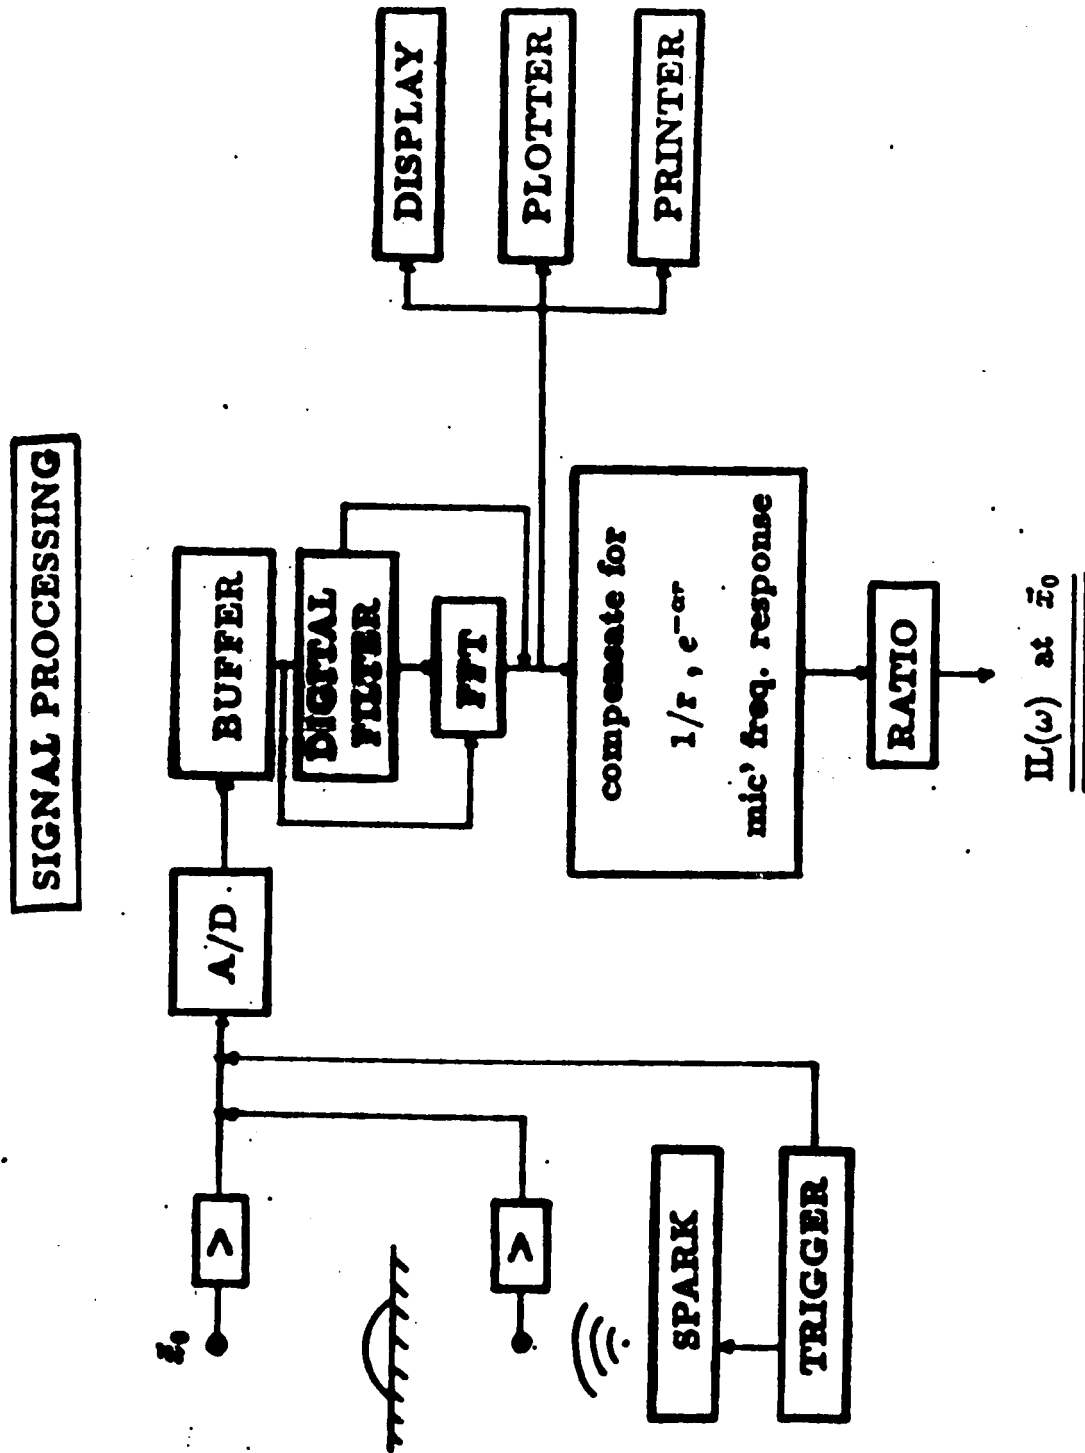 SIGNAL PROCESSING
x⃗₀
>
A/D
BUFFER
DIGITAL
FILTER
FFT
DISPLAY
PLOTTER
PRINTER
>
SPARK
TRIGGER
compensate for
1/r , e^{-αr}
mic' freq. response
RATIO
IL(ω) at x⃗₀